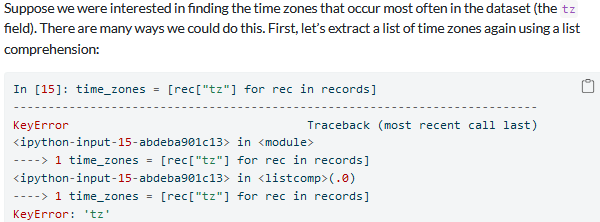 Suppose we were interested in finding the time zones that occur most often in the dataset (the tz
field). There are many ways we could do this. First, let’s extract a list of time zones again using a list
comprehension:
In [15]: time_zones = [rec["tz"] for rec in records]
---------------------------------------------------------------------------
KeyError                                  Traceback (most recent call last)
<ipython-input-15-abdeba901c13> in <module>
----> 1 time_zones = [rec["tz"] for rec in records]
<ipython-input-15-abdeba901c13> in <listcomp>(.0)
----> 1 time_zones = [rec["tz"] for rec in records]
KeyError: 'tz'